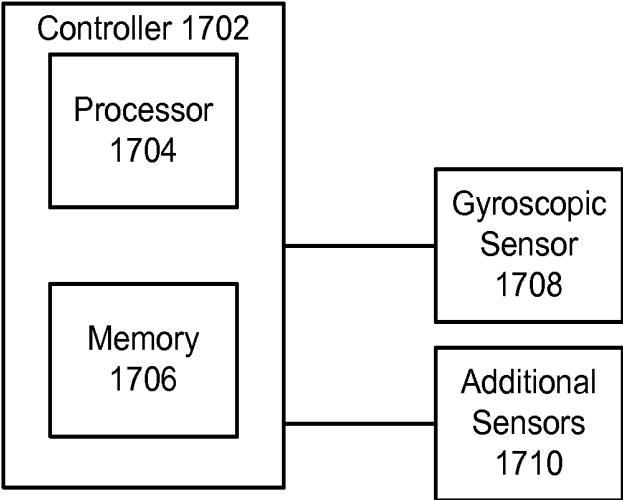 Controller 1702
Processor
1704
Memory
1706
Gyroscopic
Sensor
1708
Additional
Sensors
1710